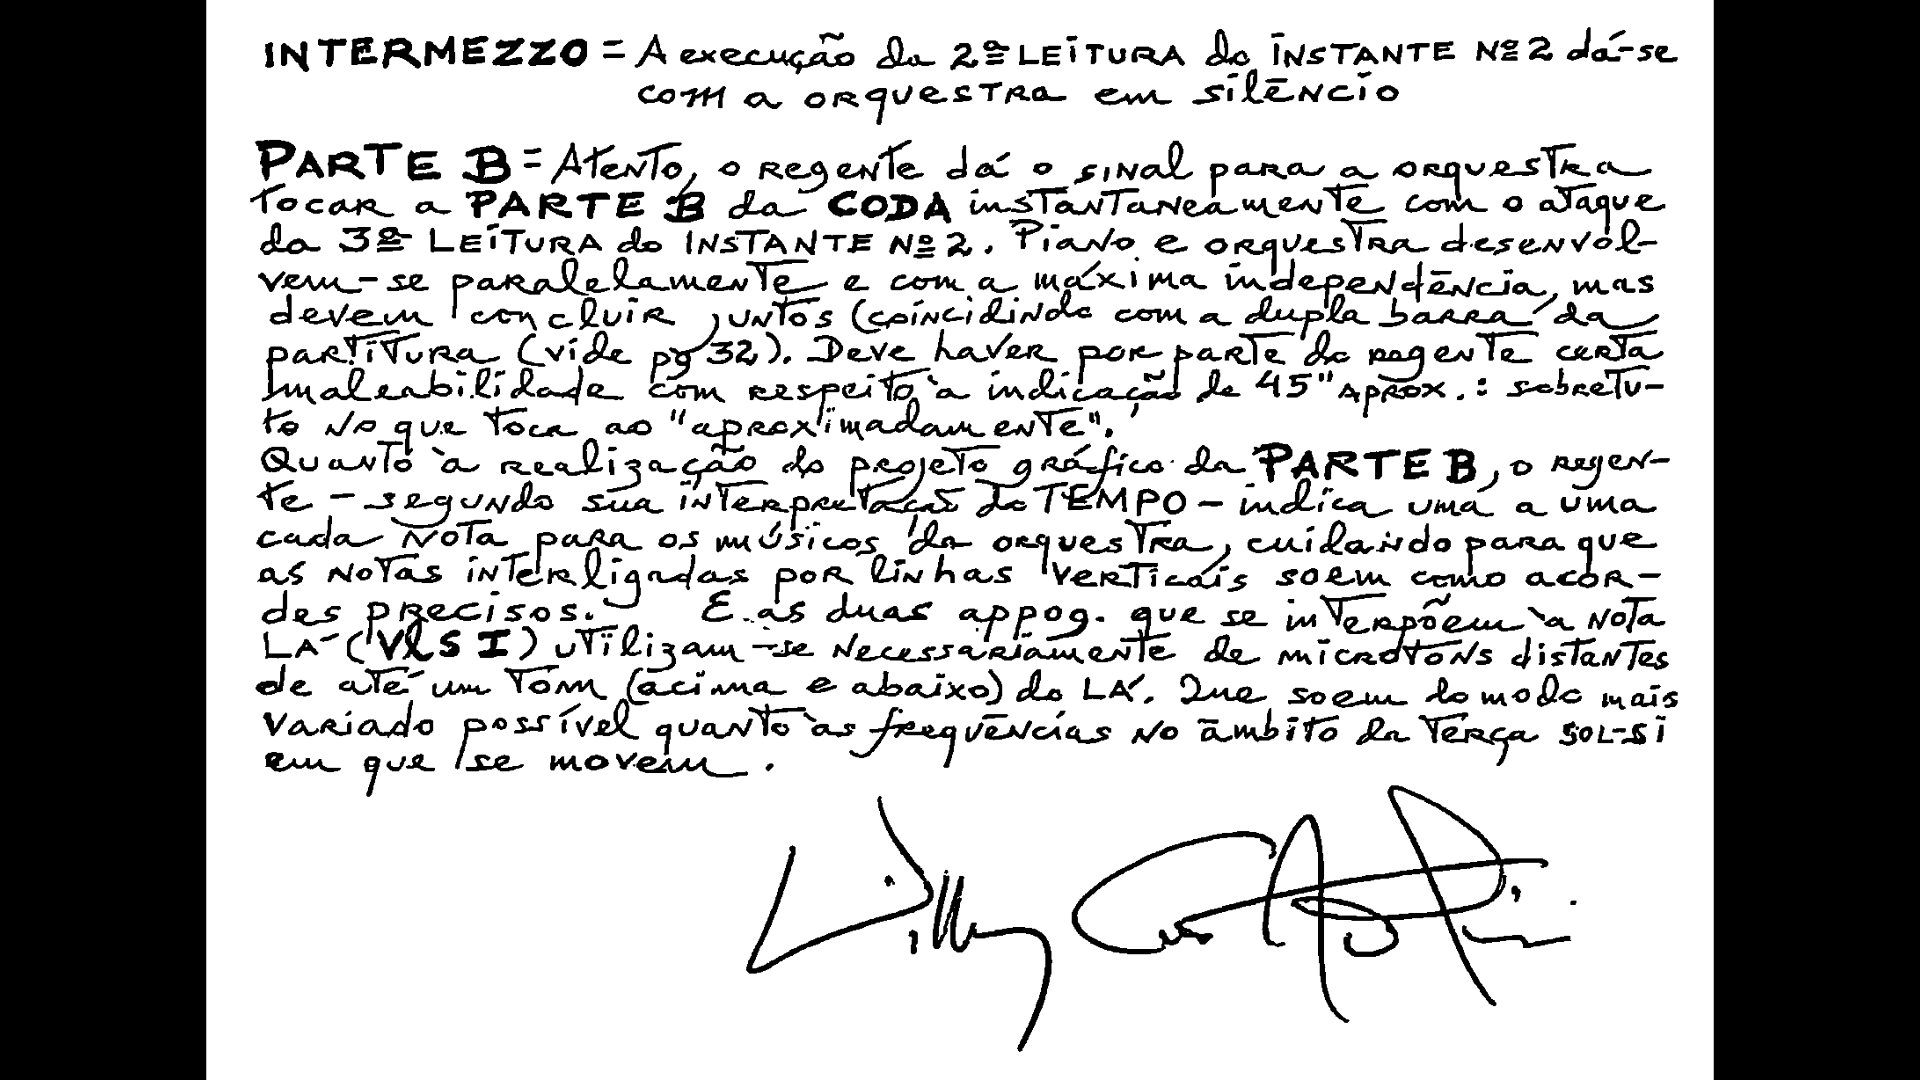 INTERMEZZO = A execução da 2ª LEITURA do INSTANTE Nº 2 dá-se
com a orquestra em silêncio
PARTE B = Atento, o regente dá o sinal para a orquestra
tocar a PARTE B da CODA instantaneamente com o ataque
da 3ª LEITURA do INSTANTE Nº 2. Piano e orquestra desenvol-
vem-se paralelamente e com a máxima independência, mas
devem concluir juntos (coincidindo com a dupla barra da
partitura (vide pg 32). Deve haver por parte do regente certa
maleabilidade com respeito à indicação de 45" aprox.: sobretu-
to no que toca ao "aproximadamente".
Quanto à realização do projeto gráfico da PARTE B, o regen-
te - segundo sua interpretação do TEMPO - indica uma a uma
cada nota para os músicos da orquestra, cuidando para que
as notas interligadas por linhas verticais soem como acor-
des precisos. E as duas appog. que se interpõem à nota
LÁ (VLS I) utilizam-se necessariamente de microtons distantes
de até um tom (acima e abaixo) do LÁ. Que soem do modo mais
variado possível quanto às frequências no âmbito da terça SOL-SI
em que se movem.